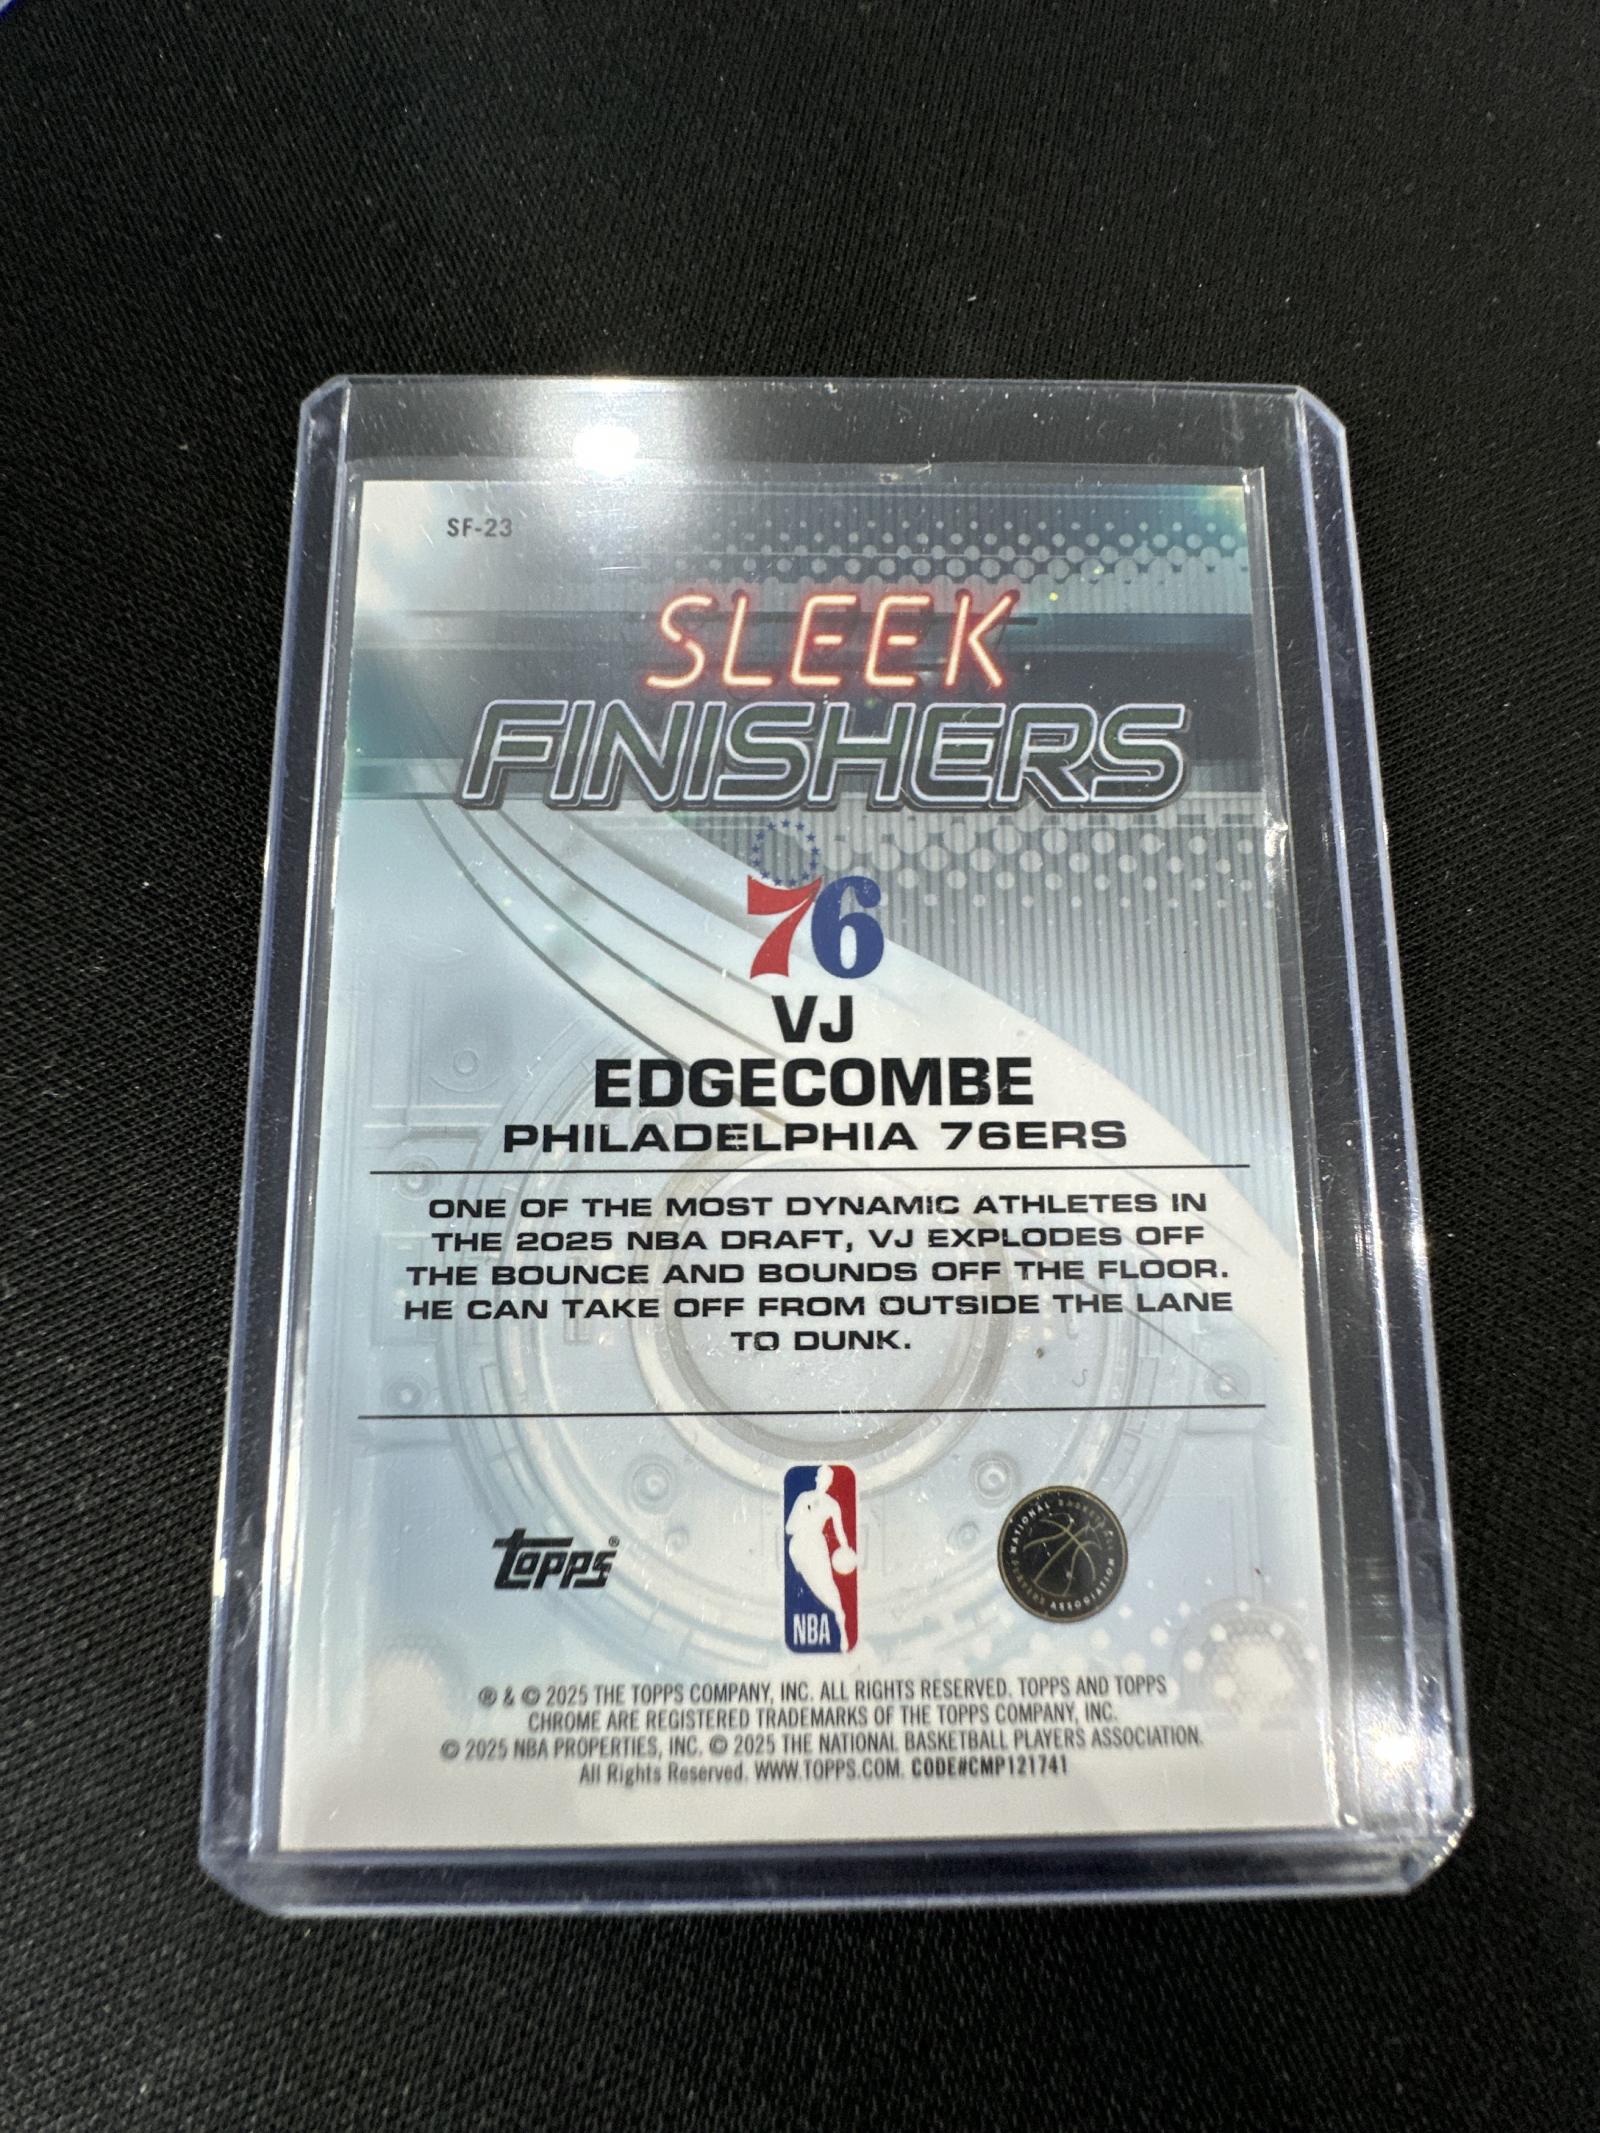 SF-23
SLEEK
FINISHERS
76
VJ
EDGECOMBE
PHILADELPHIA 76ERS
ONE OF THE MOST DYNAMIC ATHLETES IN
THE 2025 NBA DRAFT, VJ EXPLODES OFF
THE BOUNCE AND BOUNDS OFF THE FLOOR.
HE CAN TAKE OFF FROM OUTSIDE THE LANE
TO DUNK.
topps®
NBA
NATIONAL BASKETBALL PLAYERS ASSOCIATION
® & © 2025 THE TOPPS COMPANY, INC. ALL RIGHTS RESERVED. TOPPS AND TOPPS
CHROME ARE REGISTERED TRADEMARKS OF THE TOPPS COMPANY, INC.
© 2025 NBA PROPERTIES, INC. © 2025 THE NATIONAL BASKETBALL PLAYERS ASSOCIATION.
All Rights Reserved. WWW.TOPPS.COM. CODE#CMP121741